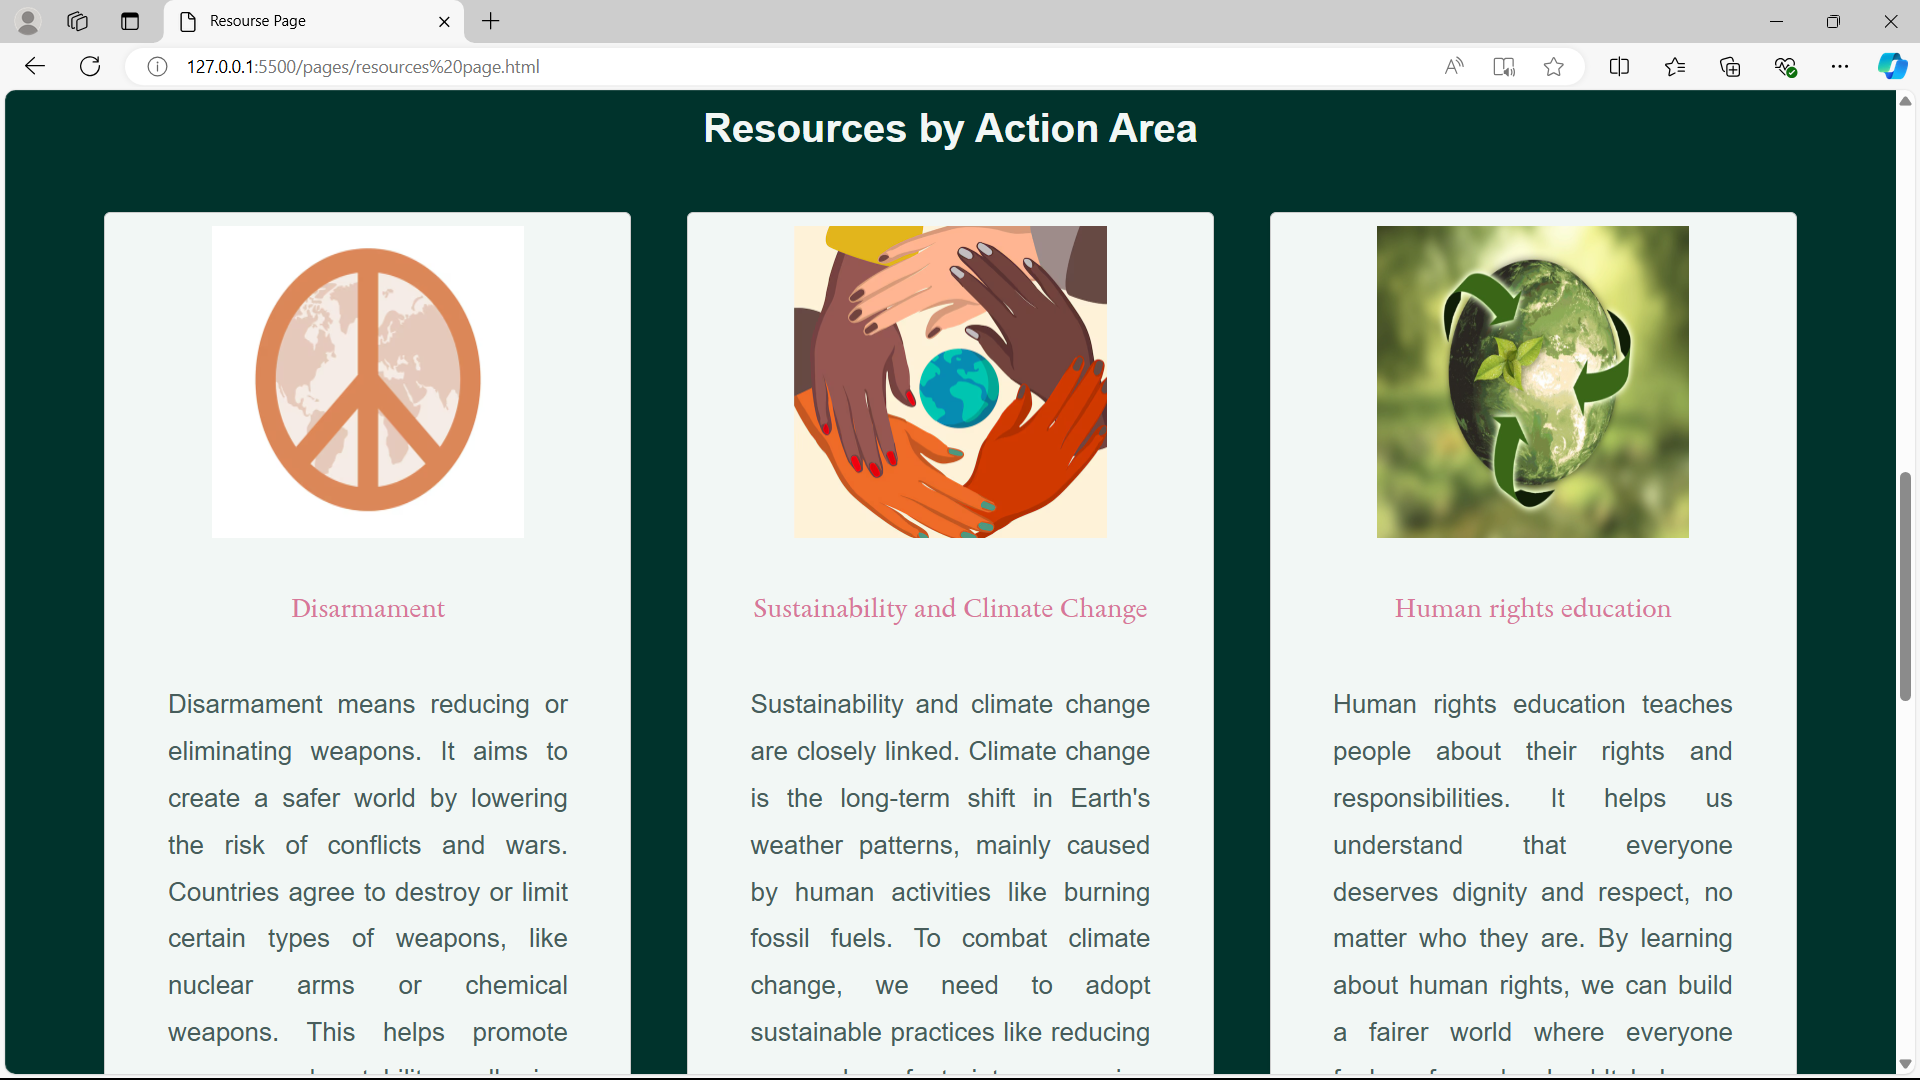 Resourse Page
127.0.0.1:5500/pages/resources%20page.html
Resources by Action Area
Disarmament
Disarmament means reducing or
eliminating weapons. It aims to
create a safer world by lowering
the risk of conflicts and wars.
Countries agree to destroy or limit
certain types of weapons, like
nuclear arms or chemical
weapons. This helps promote
Sustainability and Climate Change
Sustainability and climate change
are closely linked. Climate change
is the long-term shift in Earth's
weather patterns, mainly caused
by human activities like burning
fossil fuels. To combat climate
change, we need to adopt
sustainable practices like reducing
Human rights education
Human rights education teaches
people about their rights and
responsibilities. It helps us
understand that everyone
deserves dignity and respect, no
matter who they are. By learning
about human rights, we can build
a fairer world where everyone